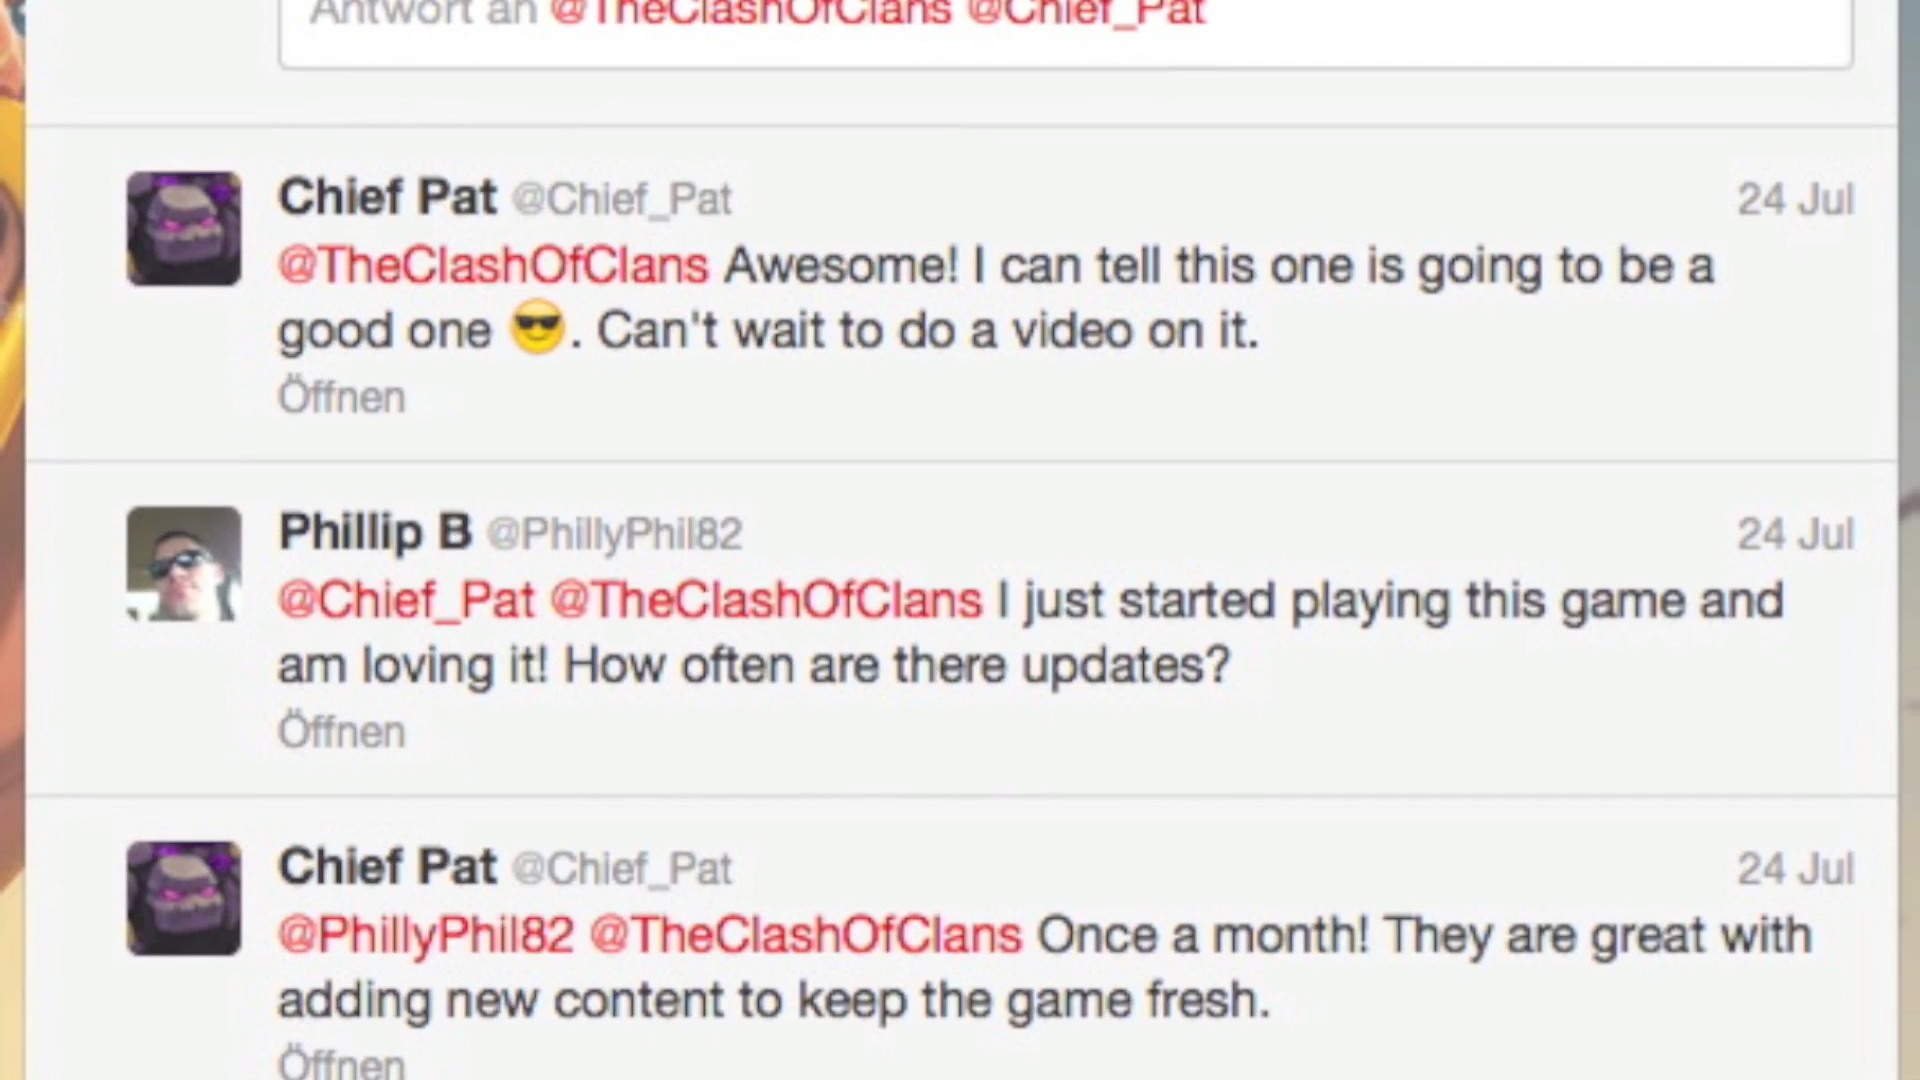 Antwort an @TheClashOfClans @Chief_Pat
Chief Pat @Chief_Pat 24 Jul
@TheClashOfClans Awesome! I can tell this one is going to be a
good one 😎. Can't wait to do a video on it.
Öffnen
Phillip B @PhillyPhil82 24 Jul
@Chief_Pat @TheClashOfClans I just started playing this game and
am loving it! How often are there updates?
Öffnen
Chief Pat @Chief_Pat 24 Jul
@PhillyPhil82 @TheClashOfClans Once a month! They are great with
adding new content to keep the game fresh.
Öffnen